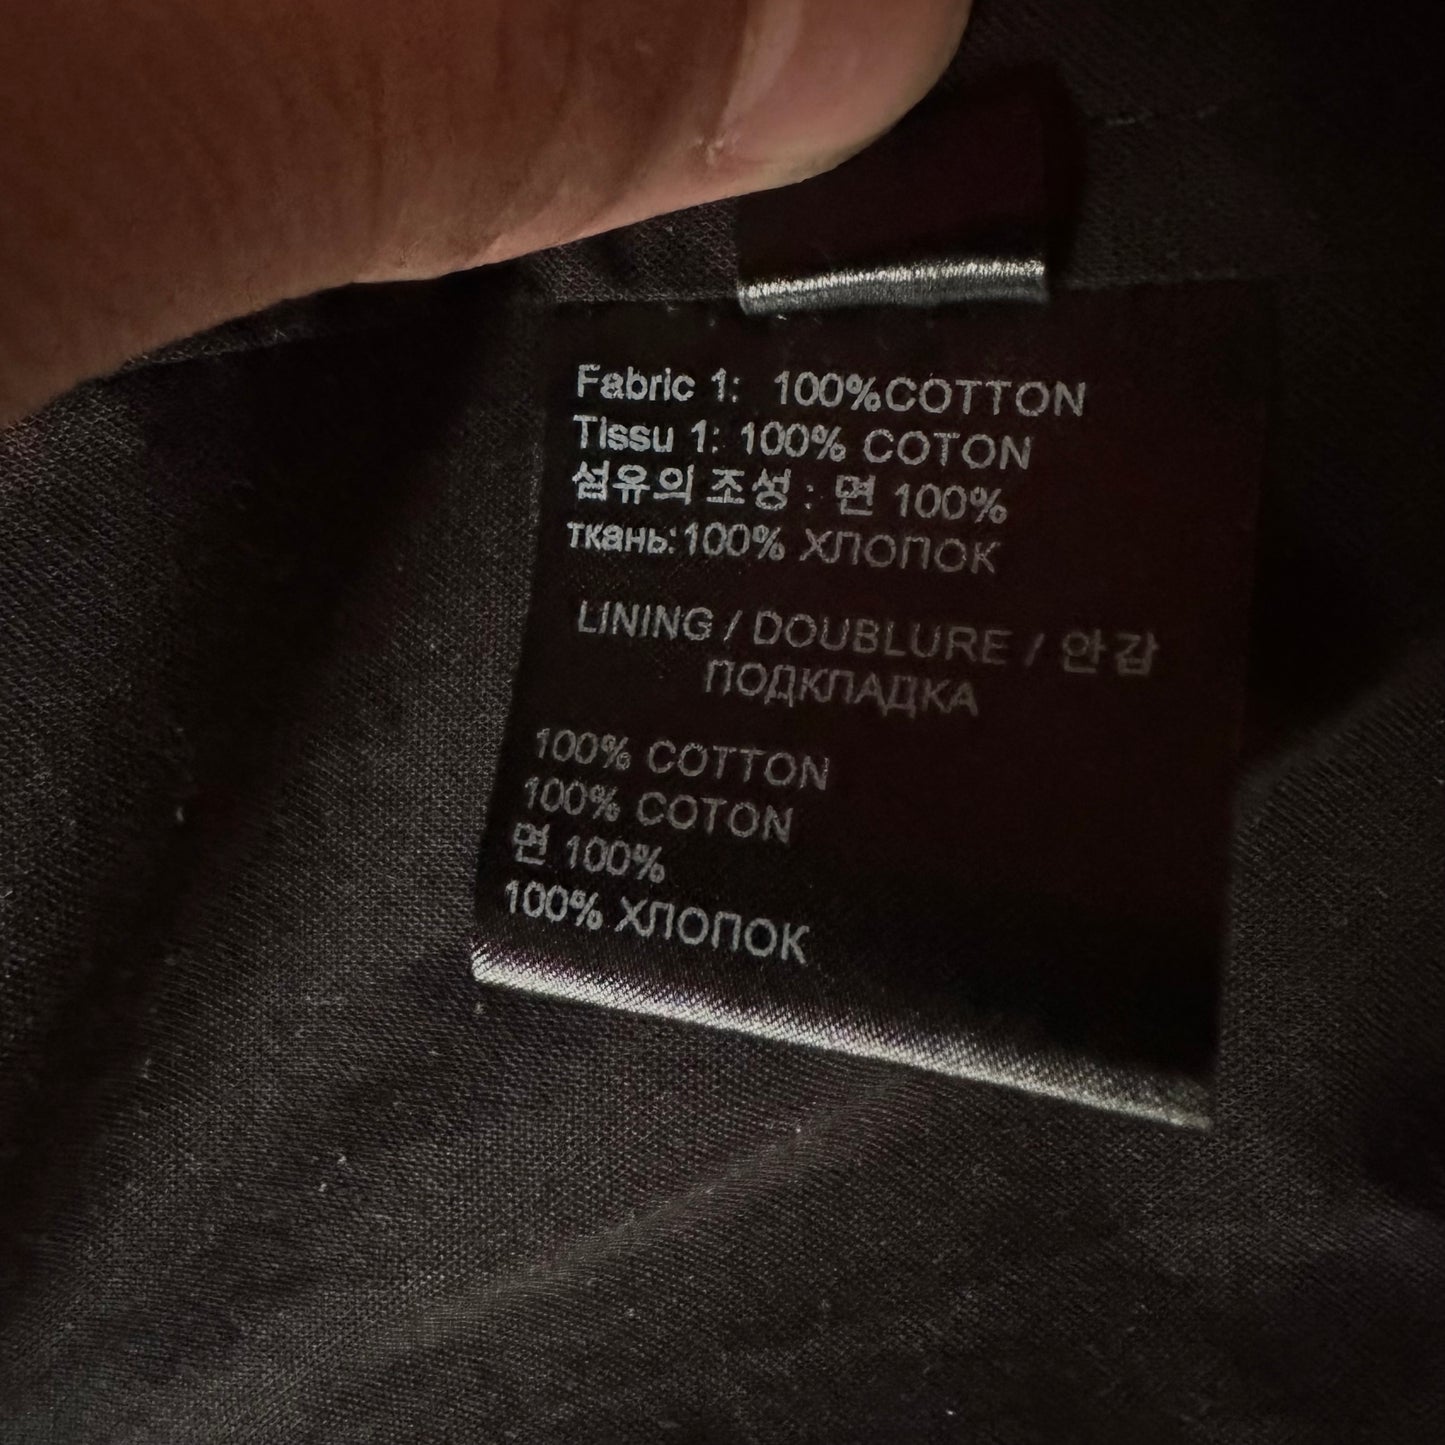 Fabric 1: 100%COTTON
Tissu 1: 100% COTON
섬유의 조성 : 면 100%
ткань:100% ХЛОПОК
LINING / DOUBLURE / 안감
ПОДКЛАДКА
100% COTTON
100% COTON
면 100%
100% ХЛОПОК